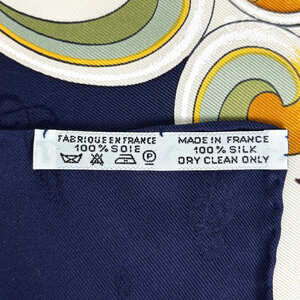 FABRIQUE EN FRANCE
100% SOIE
P
MADE IN FRANCE
100% SILK
DRY CLEAN ONLY